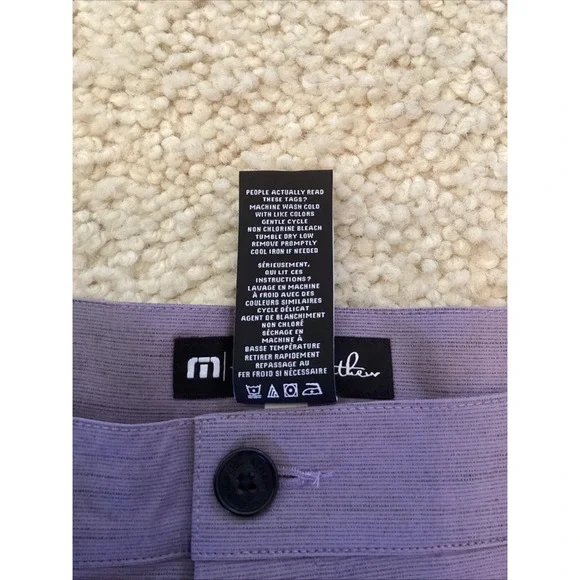 PEOPLE ACTUALLY READ
THESE TAGS?
MACHINE WASH COLD
WITH LIKE COLORS
GENTLE CYCLE
NON CHLORINE BLEACH
TUMBLE DRY LOW
REMOVE PROMPTLY
COOL IRON IF NEEDED
SÉRIEUSEMENT,
QUI LIT CES
INSTRUCTIONS?
LAVAGE EN MACHINE
À FROID AVEC DES
COULEURS SIMILAIRES
CYCLE DÉLICAT
AGENT DE BLANCHIMENT
NON CHLORÉ
SÉCHAGE EN
MACHINE À
BASSE TEMPÉRATURE
RETIRER RAPIDEMENT
REPASSAGE AU
FER FROID SI NÉCESSAIRE
thew